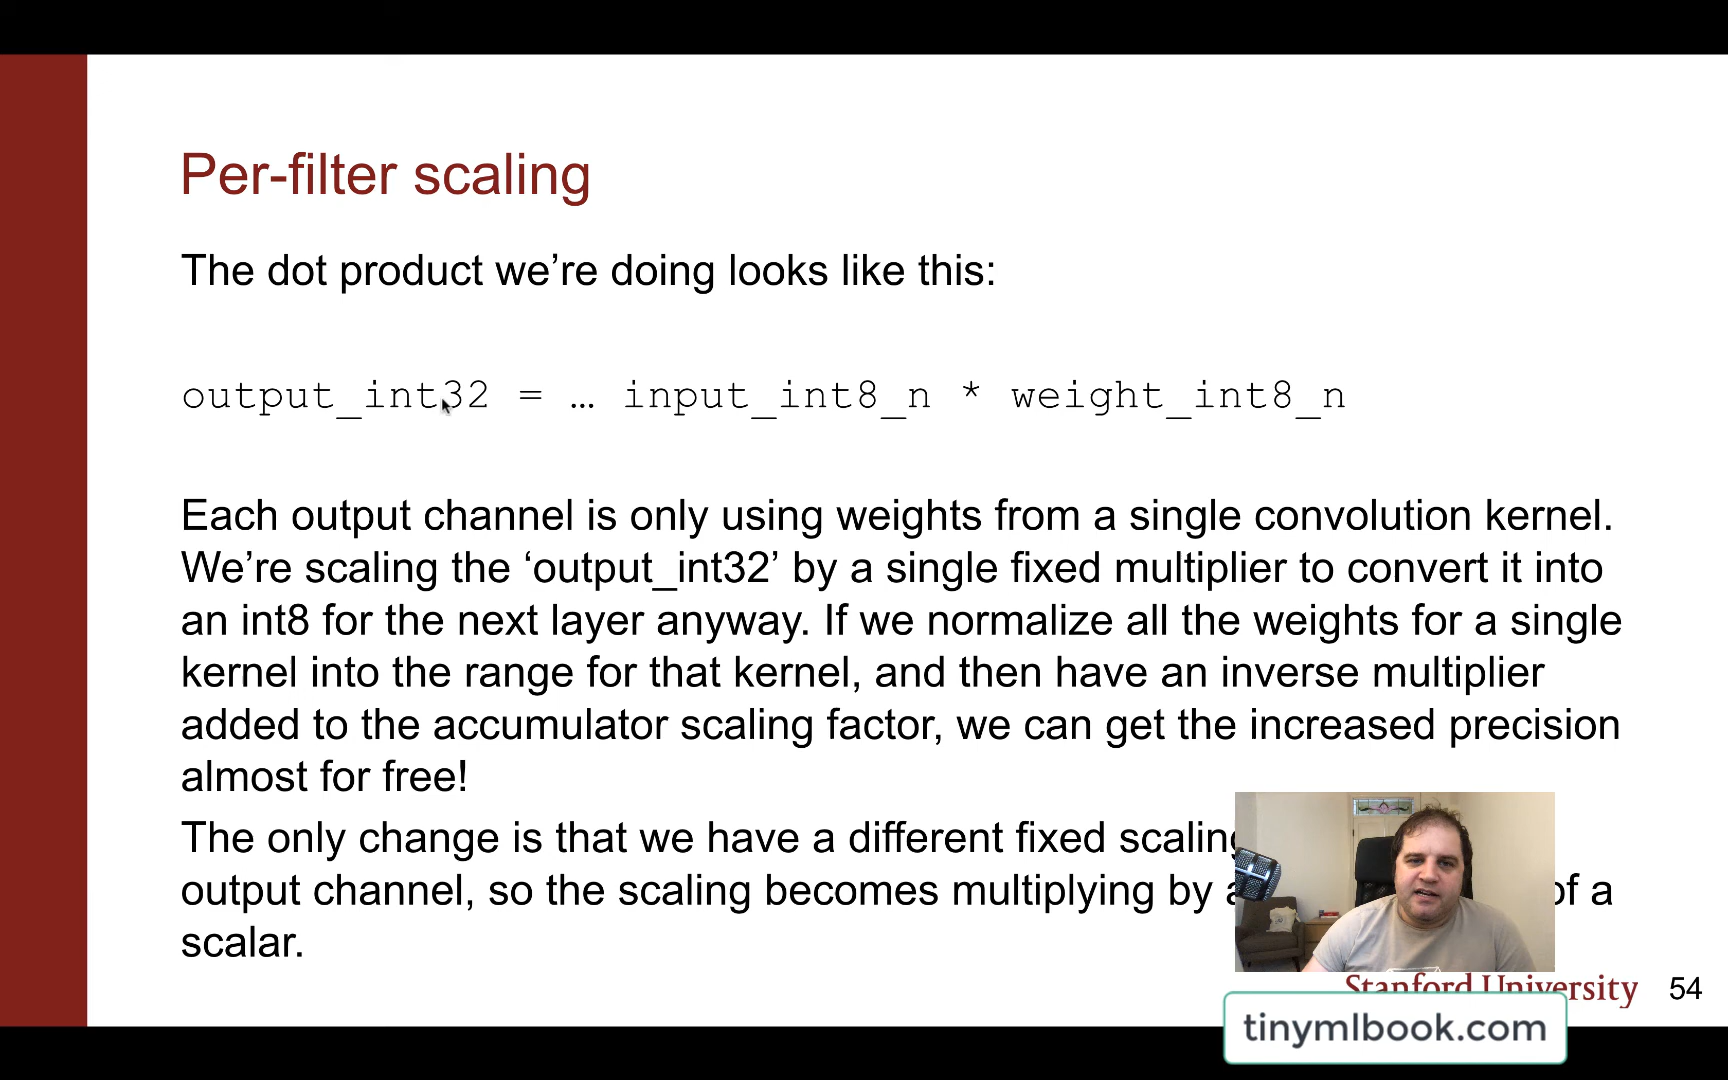 Per-filter scaling
The dot product we’re doing looks like this:
output_int32 = … input_int8_n * weight_int8_n
Each output channel is only using weights from a single convolution kernel.
We’re scaling the ‘output_int32’ by a single fixed multiplier to convert it into
an int8 for the next layer anyway. If we normalize all the weights for a single
kernel into the range for that kernel, and then have an inverse multiplier
added to the accumulator scaling factor, we can get the increased precision
almost for free!
The only change is that we have a different fixed scaling
output channel, so the scaling becomes multiplying by a of a
scalar.
Stanford University 54
tinymlbook.com